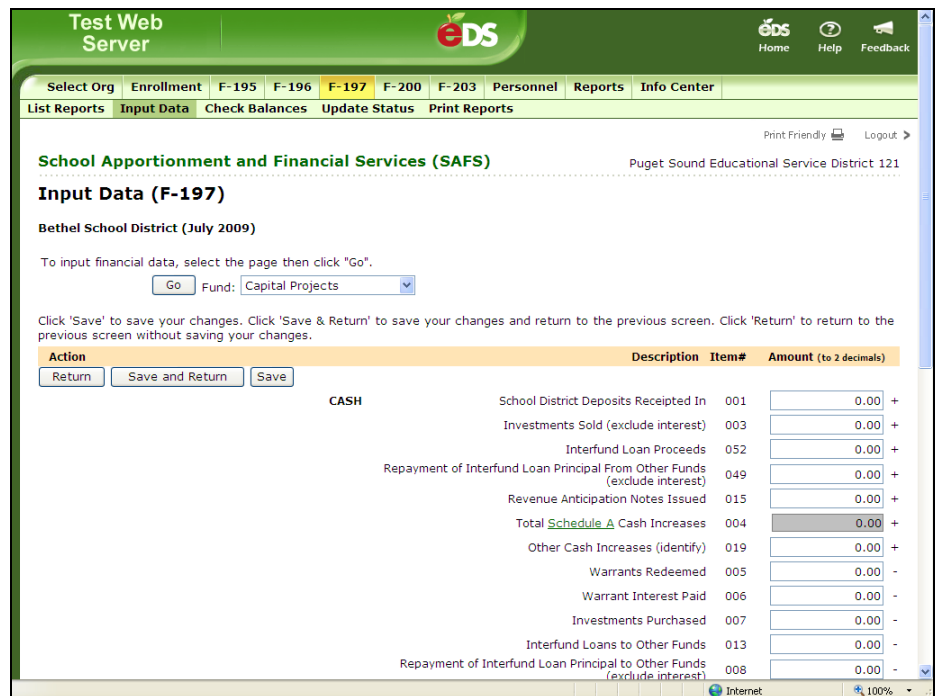 Test Web
Server
eDS
eDS
Home Help Feedback
Select Org Enrollment F-195 F-196 F-197 F-200 F-203 Personnel Reports Info Center
List Reports Input Data Check Balances Update Status Print Reports
Print Friendly Logout >
School Apportionment and Financial Services (SAFS) Puget Sound Educational Service District 121
Input Data (F-197)
Bethel School District (July 2009)
To input financial data, select the page then click "Go".
Go Fund: Capital Projects
Click 'Save' to save your changes. Click 'Save & Return' to save your changes and return to the previous screen. Click 'Return' to return to the
previous screen without saving your changes.
Action Description Item# Amount (to 2 decimals)
Return Save and Return Save
CASH School District Deposits Receipted In 001 0.00 +
Investments Sold (exclude interest) 003 0.00 +
Interfund Loan Proceeds 052 0.00 +
Repayment of Interfund Loan Principal From Other Funds
(exclude interest) 049 0.00 +
Revenue Anticipation Notes Issued 015 0.00 +
Total Schedule A Cash Increases 004 0.00 +
Other Cash Increases (identify) 019 0.00 +
Warrants Redeemed 005 0.00 -
Warrant Interest Paid 006 0.00 -
Investments Purchased 007 0.00 -
Interfund Loans to Other Funds 013 0.00 -
Repayment of Interfund Loan Principal to Other Funds
(exclude interest) 008 0.00 -
Internet 100%